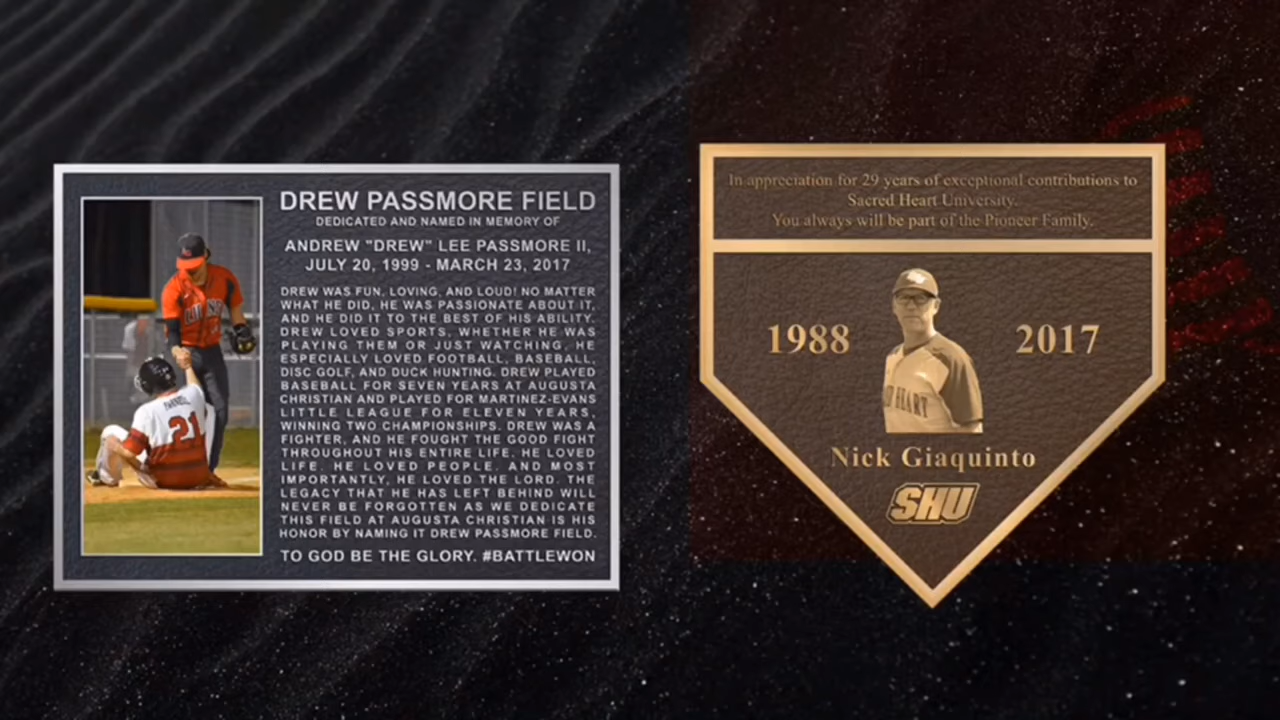 DREW PASSMORE FIELD
DEDICATED AND NAMED IN MEMORY OF
ANDREW "DREW" LEE PASSMORE II,
JULY 20, 1999 - MARCH 23, 2017
DREW WAS FUN, LOVING, AND LOUD! NO MATTER
WHAT HE DID, HE WAS PASSIONATE ABOUT IT,
AND HE DID IT TO THE BEST OF HIS ABILITY.
DREW LOVED SPORTS, WHETHER HE WAS
PLAYING THEM OR JUST WATCHING. HE
ESPECIALLY LOVED FOOTBALL, BASEBALL,
DISC GOLF, AND DUCK HUNTING. DREW PLAYED
BASEBALL FOR SEVEN YEARS AT AUGUSTA
CHRISTIAN AND PLAYED FOR MARTINEZ-EVANS
LITTLE LEAGUE FOR ELEVEN YEARS,
WINNING TWO CHAMPIONSHIPS. DREW WAS A
FIGHTER, AND HE FOUGHT THE GOOD FIGHT
THROUGHOUT HIS ENTIRE LIFE. HE LOVED
LIFE. HE LOVED PEOPLE. AND MOST
IMPORTANTLY, HE LOVED THE LORD. THE
LEGACY THAT HE HAS LEFT BEHIND WILL
NEVER BE FORGOTTEN AS WE DEDICATE
THIS FIELD AT AUGUSTA CHRISTIAN IS HIS
HONOR BY NAMING IT DREW PASSMORE FIELD.
TO GOD BE THE GLORY. #BATTLEWON
21
In appreciation for 29 years of exceptional contributions to
Sacred Heart University.
You always will be part of the Pioneer Family.
1988
2017
HEART
Nick Giaquinto
SHU